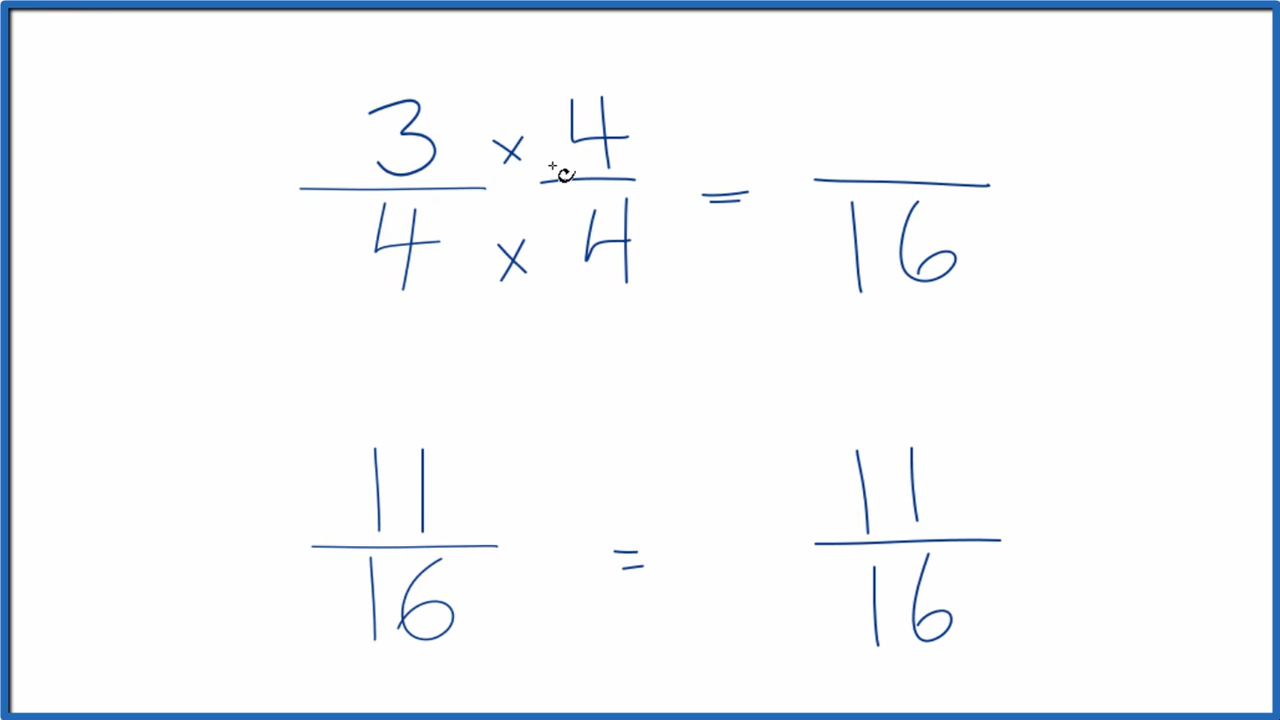 3 × 4
4 × 4 = 16
11 = 11
16 16